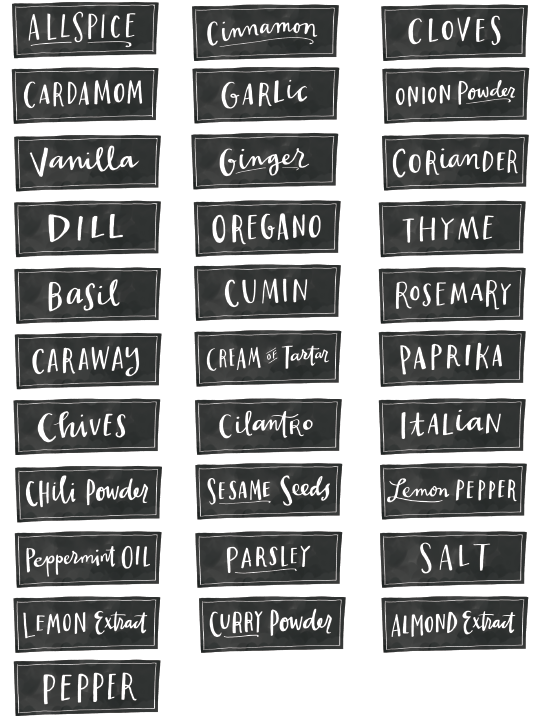 ALLSPICE
Cinnamon
CLOVES
CARDAMOM
GARLic
ONION Powder
Vanilla
Ginger
CORianDER
DILL
OREGANO
THYME
Basil
CUMIN
ROSEMARY
CARAWAY
CREAM OF Tartar
PAPRIKA
ChivES
Cilantro
ITALiaN
CHili Powder
SESAME Seeds
Lemon PEPPER
Peppermint OIL
PARSLEY
SALT
LEMON Extract
CURRY Powder
ALMOND Extract
PEPPER